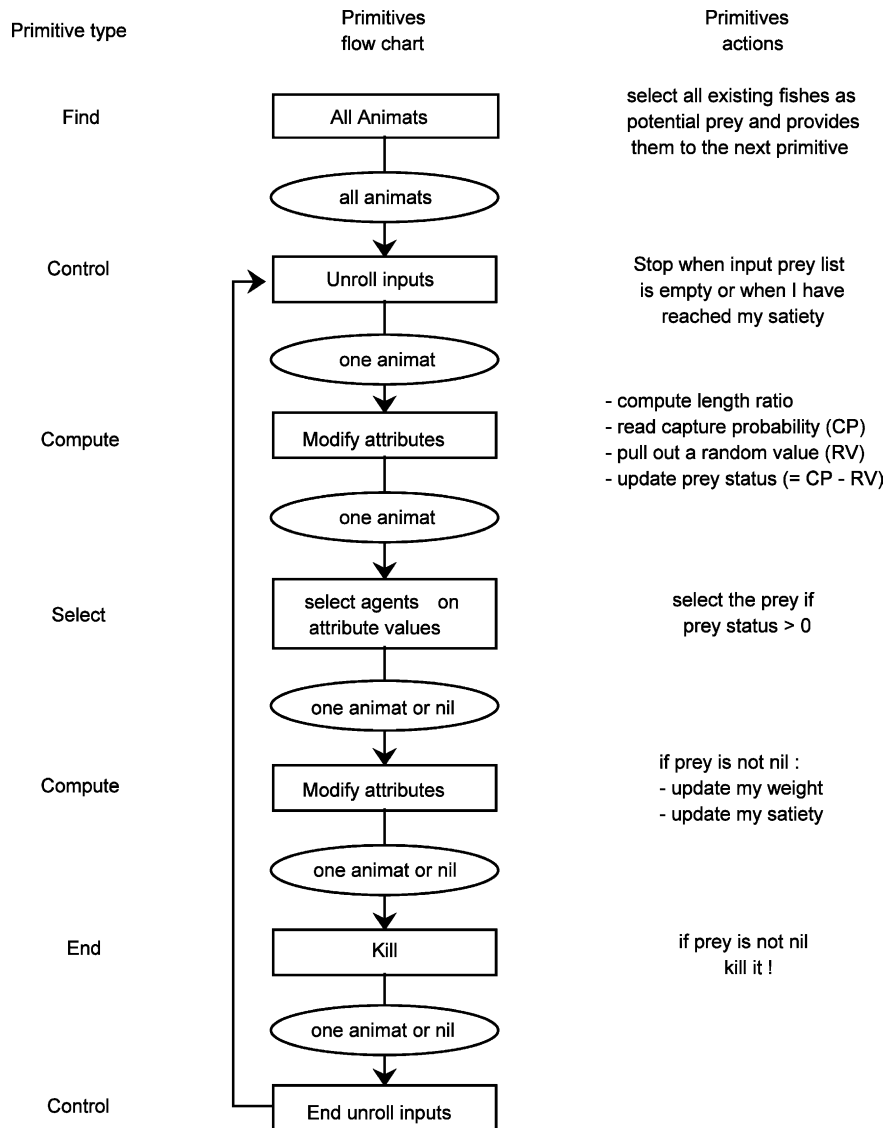 Primitive type
Primitives
flow chart
Primitives
actions
Find
All Animats
select all existing fishes as
potential prey and provides
them to the next primitive
all animats
Control
Unroll inputs
Stop when input prey list
is empty or when I have
reached my satiety
one animat
Compute
Modify attributes
- compute length ratio
- read capture probability (CP)
- pull out a random value (RV)
- update prey status (= CP - RV)
one animat
Select
select agents on
attribute values
select the prey if
prey status > 0
one animat or nil
Compute
Modify attributes
if prey is not nil :
- update my weight
- update my satiety
one animat or nil
End
Kill
if prey is not nil
kill it !
one animat or nil
Control
End unroll inputs